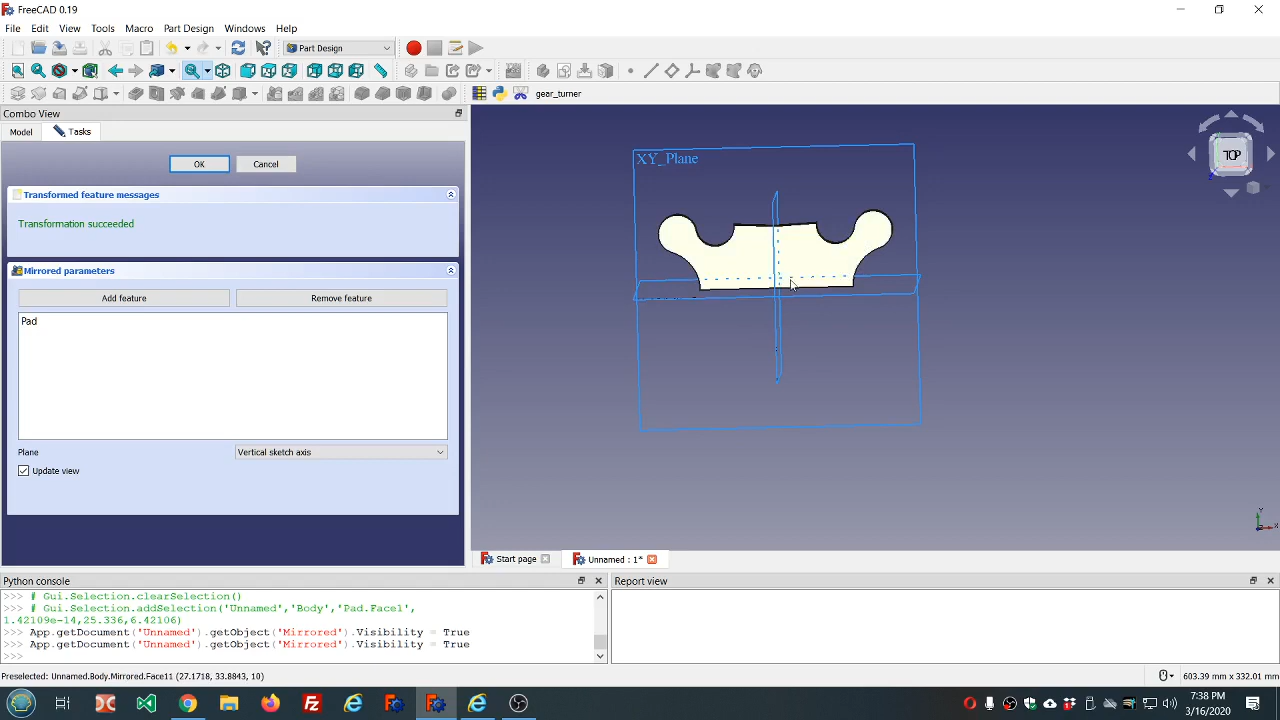 FreeCAD 0.19
File Edit View Tools Macro Part Design Windows Help
Part Design
gear_turner
Combo View
Model Tasks
OK Cancel
Transformed feature messages
Transformation succeeded
Mirrored parameters
Add feature Remove feature
Pad
Plane Vertical sketch axis
Update view
XY_Plane
TOP
Start page Unnamed : 1*
Python console
>>> # Gui.Selection.clearSelection()
>>> # Gui.Selection.addSelection('Unnamed','Body','Pad.Face1',
1.42109e-14,25.336,6.42106)
>>> App.getDocument('Unnamed').getObject('Mirrored').Visibility = True
>>> App.getDocument('Unnamed').getObject('Mirrored').Visibility = True
>>>
Report view
Preselected: Unnamed.Body.Mirrored.Face11 (27.1718, 33.8843, 10)
603.39 mm x 332.01 mm
7:38 PM
3/16/2020